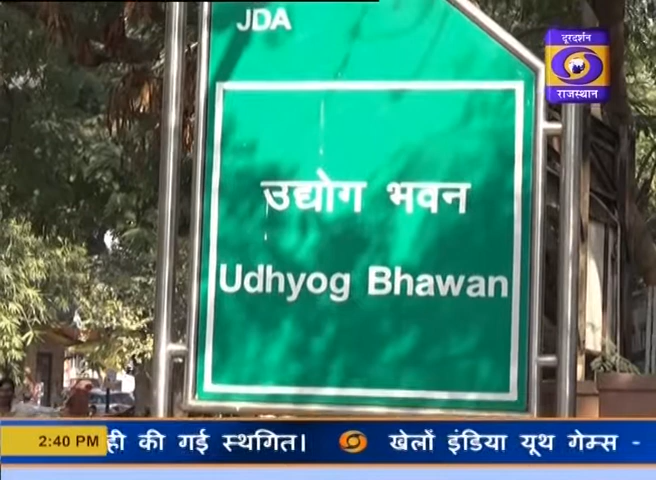 JDA
दूरदर्शन
राजस्थान
उद्योग भवन
Udhyog Bhawan
2:40 PM ही की गई स्थगित। खेलों इंडिया यूथ गेम्स -